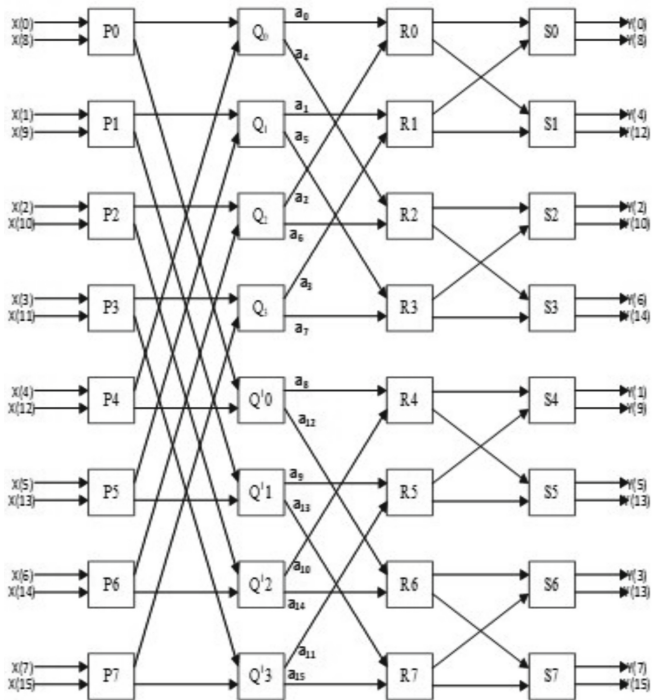 X(0) P0 Q₀ a₀ R0 S0 Y(0)
X(8) a₄ Y(8)
X(1) P1 Q₁ a₁ R1 S1 Y(4)
X(9) a₅ Y(12)
X(2) P2 Q₂ a₂ R2 S2 Y(2)
X(10) a₆ Y(10)
X(3) P3 Q₃ a₃ R3 S3 Y(6)
X(11) a₇ Y(14)
X(4) P4 Q¹0 a₈ R4 S4 Y(1)
X(12) a₁₂ Y(9)
X(5) P5 Q¹1 a₉ R5 S5 Y(5)
X(13) a₁₃ Y(13)
X(6) P6 Q¹2 a₁₀ R6 S6 Y(3)
X(14) a₁₄ Y(13)
X(7) P7 Q¹3 a₁₁ R7 S7 Y(7)
X(15) a₁₅ Y(15)